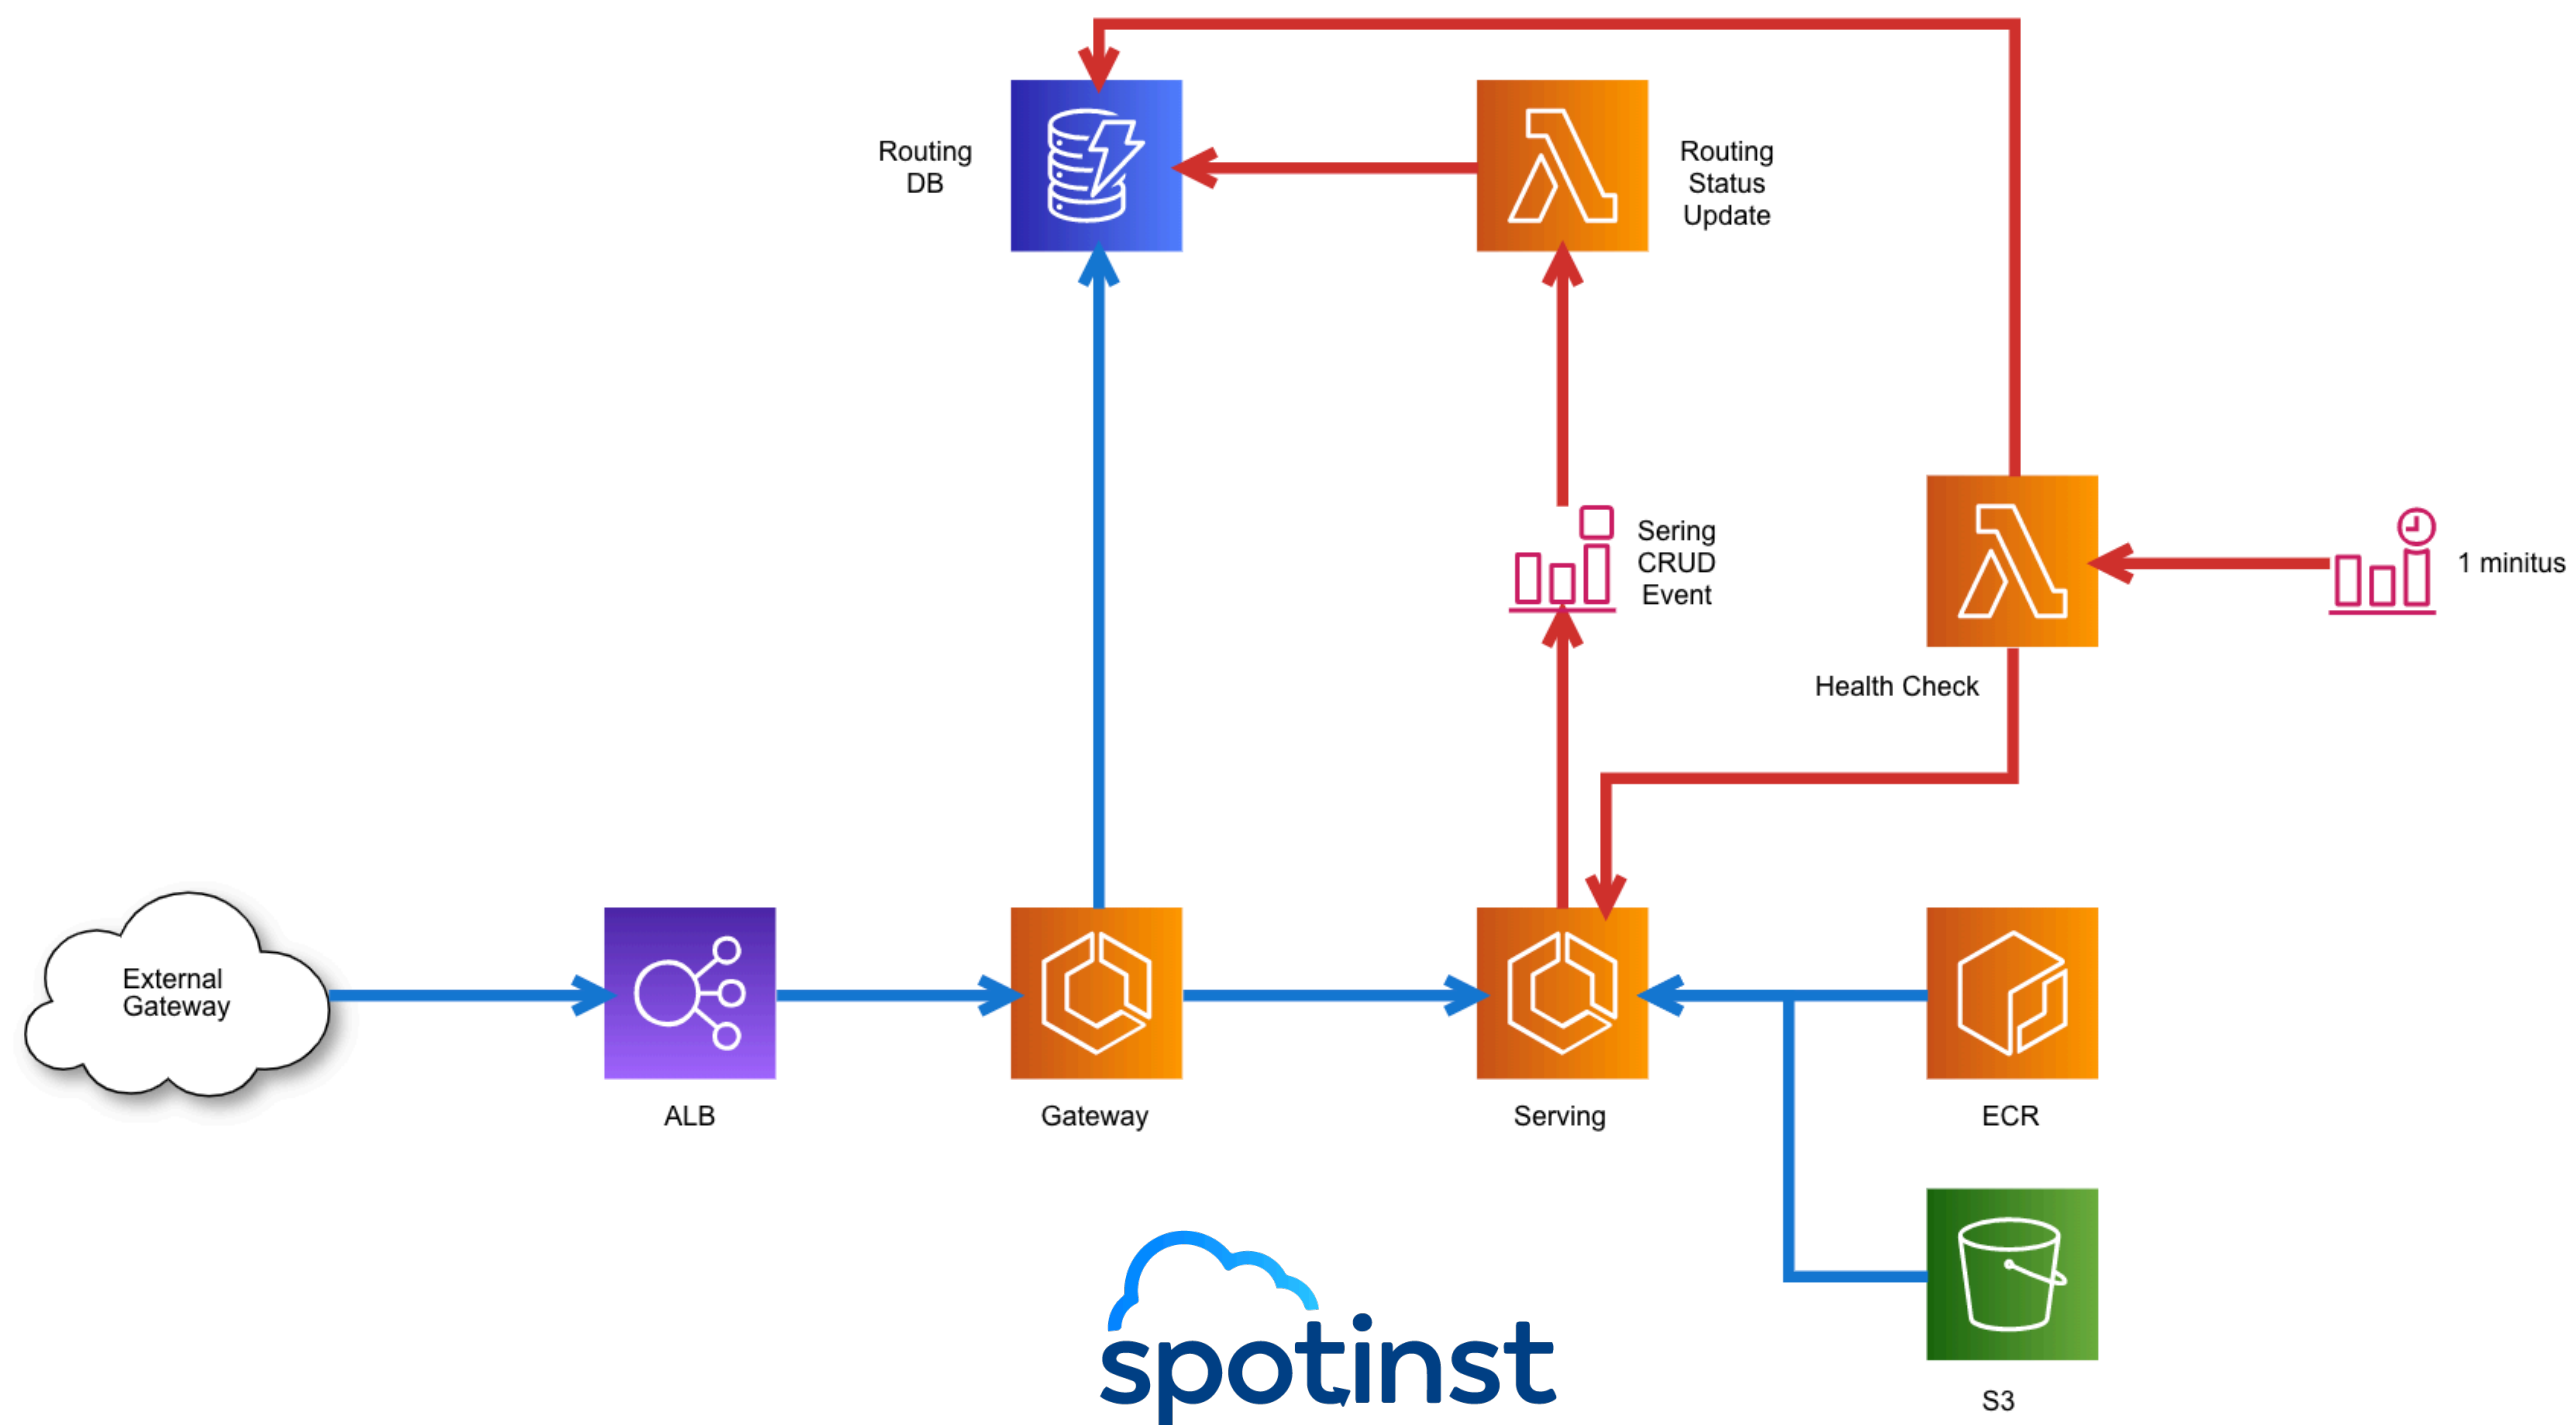 Routing
DB
Routing
Status
Update
Sering
CRUD
Event
1 minitus
Health Check
External
Gateway
ALB
Gateway
Serving
ECR
spotinst
S3